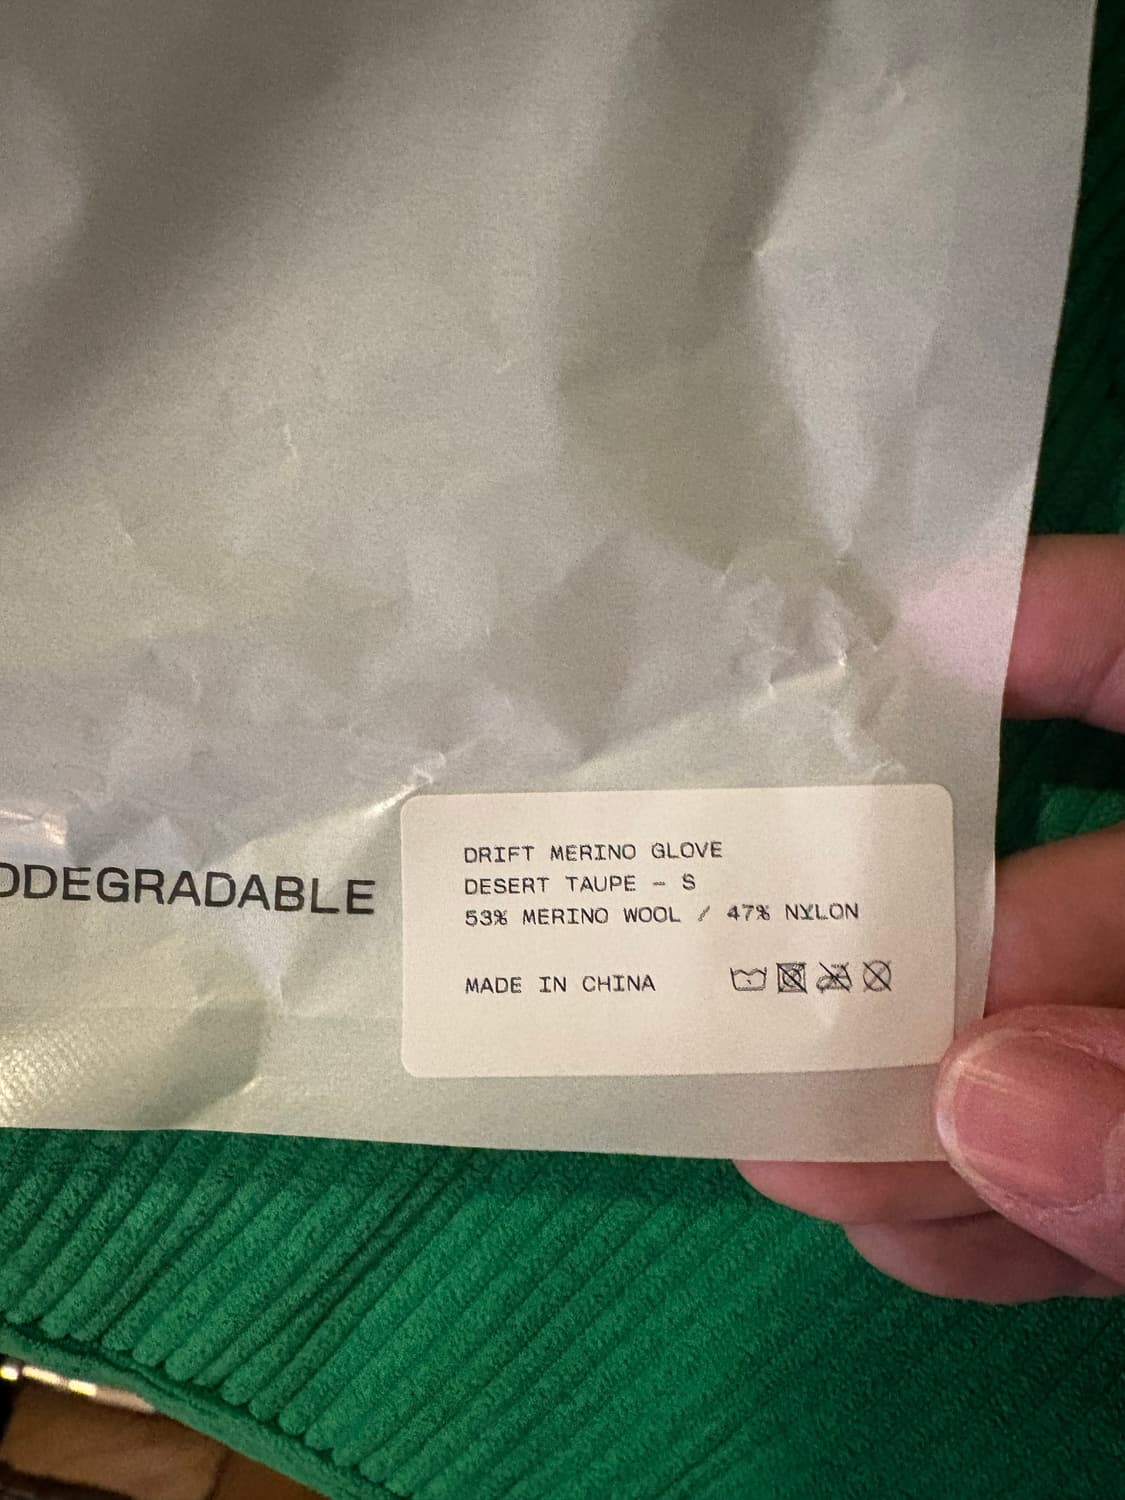 ODEGRADABLE
DRIFT MERINO GLOVE
DESERT TAUPE - S
53% MERINO WOOL / 47% NYLON
MADE IN CHINA